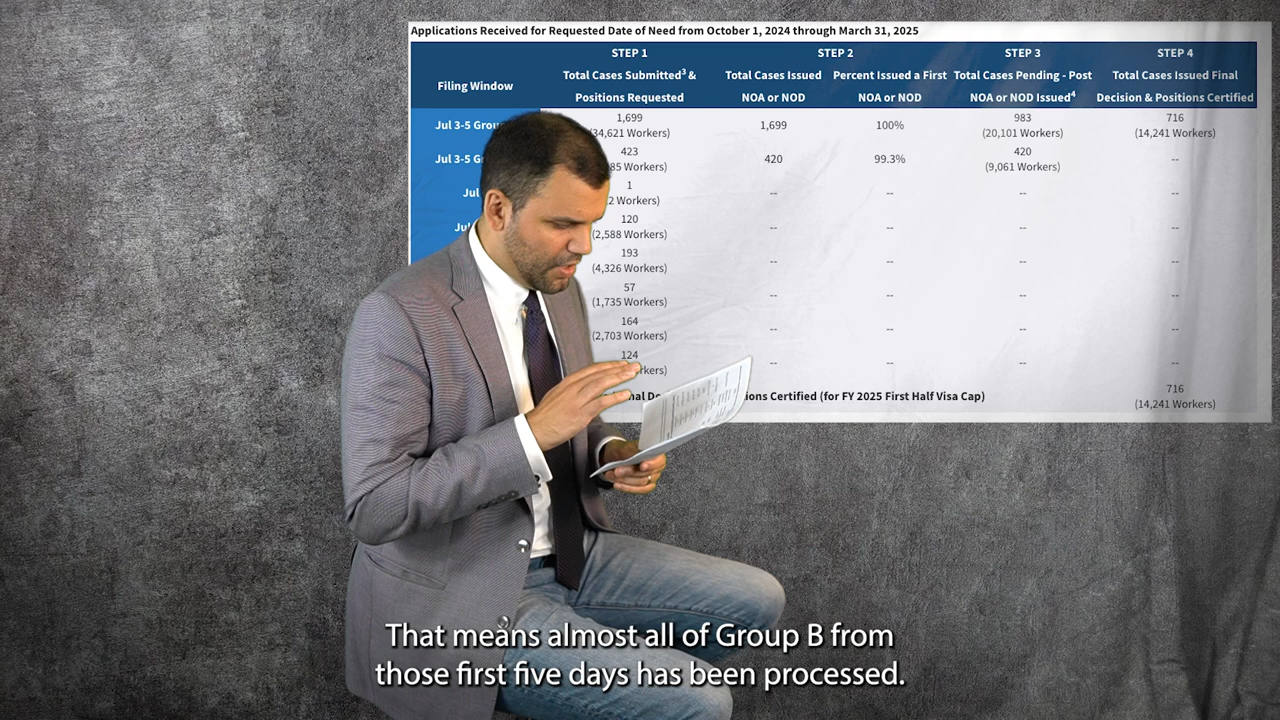 Applications Received for Requested Date of Need from October 1, 2024 through March 31, 2025
STEP 1 STEP 2 STEP 3 STEP 4
Filing Window
Total Cases Submitted³ & Total Cases Issued Percent Issued a First Total Cases Pending - Post Total Cases Issued Final
Positions Requested NOA or NOD NOA or NOD NOA or NOD Issued⁴ Decision & Positions Certified
Jul 3-5
1,699 1,699 100% 983 716
34,621 Workers) (20,101 Workers) (14,241 Workers)
Jul 3-5
423 420 99.3% 420 --
Workers) (9,061 Workers)
Jul
1 -- -- -- --
Workers)
120 -- -- -- --
(2,588 Workers)
193 -- -- -- --
(4,326 Workers)
57 -- -- -- --
(1,735 Workers)
164 -- -- -- --
(2,703 Workers)
124 -- -- -- --
Certified (for FY 2025 First Half Visa Cap) 716
(14,241 Workers)
That means almost all of Group B from
those first five days has been processed.